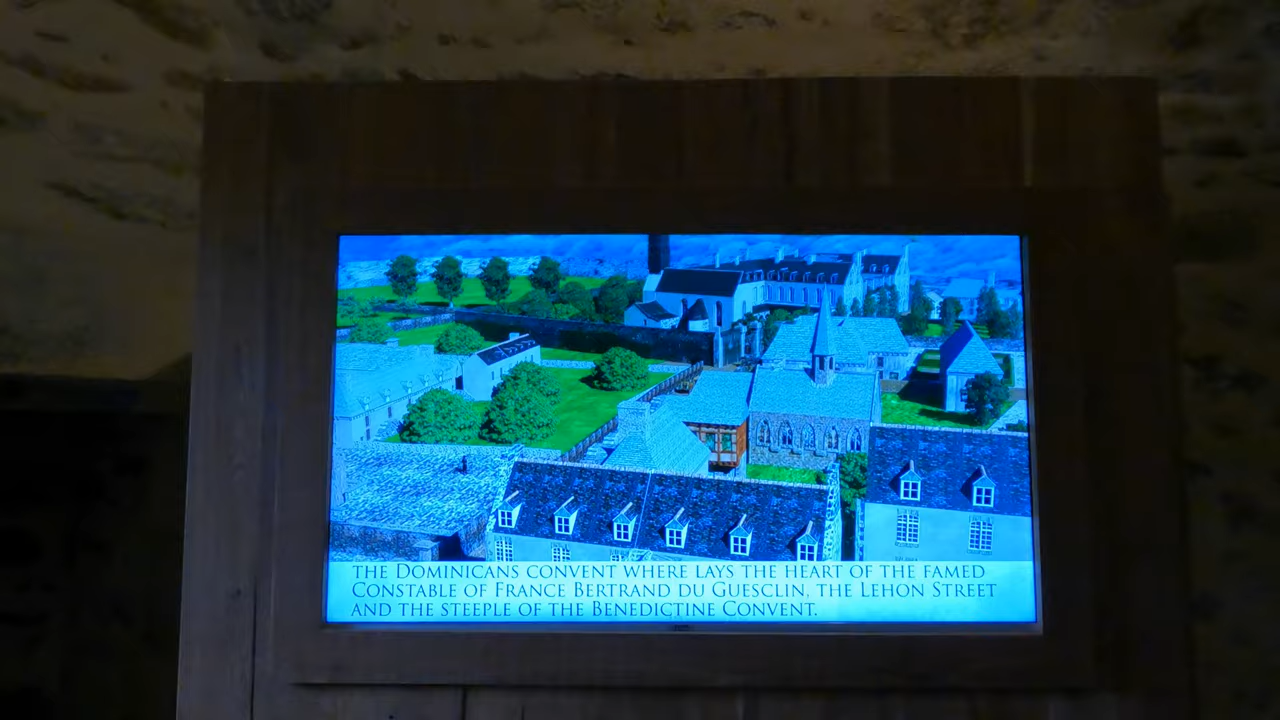 THE DOMINICANS CONVENT WHERE LAYS THE HEART OF THE FAMED
CONSTABLE OF FRANCE BERTRAND DU GUESCLIN, THE LEHON STREET
AND THE STEEPLE OF THE BENEDICTINE CONVENT.